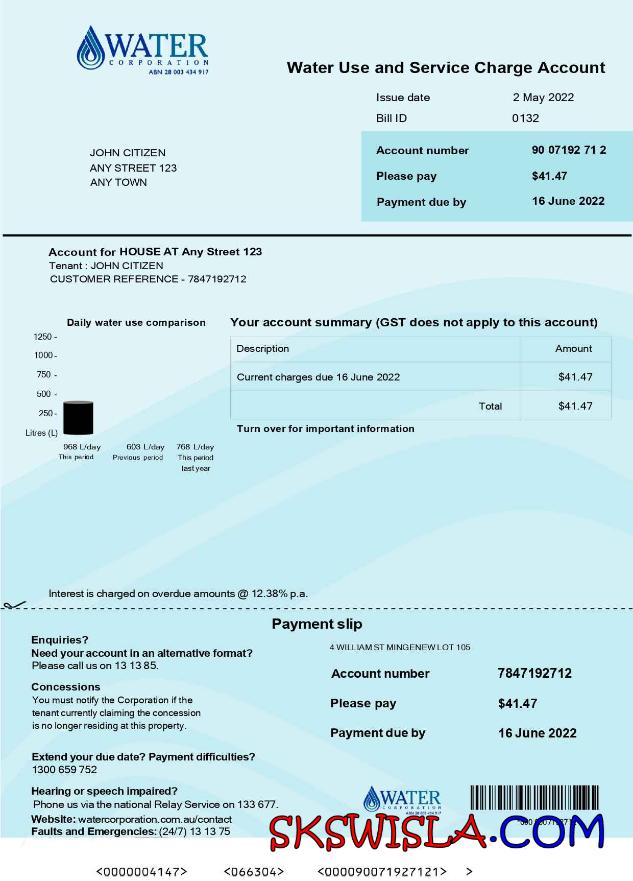 WATER
CORPORATION
ABN 28 003 434 917
Water Use and Service Charge Account
Issue date 2 May 2022
Bill ID 0132
JOHN CITIZEN
ANY STREET 123
ANY TOWN
Account number 90 07192 71 2
Please pay $41.47
Payment due by 16 June 2022
Account for HOUSE AT Any Street 123
Tenant : JOHN CITIZEN
CUSTOMER REFERENCE - 7847192712
Daily water use comparison
1250 -
1000 -
750 -
500 -
250 -
Litres (L)
968 L/day 603 L/day 768 L/day
This period Previous period This period
last year
Your account summary (GST does not apply to this account)
Description Amount
Current charges due 16 June 2022 $41.47
Total $41.47
Turn over for important information
Interest is charged on overdue amounts @ 12.38% p.a.
Payment slip
Enquiries?
Need your account in an alternative format?
Please call us on 13 13 85.
Concessions
You must notify the Corporation if the
tenant currently claiming the concession
is no longer residing at this property.
Extend your due date? Payment difficulties?
1300 659 752
Hearing or speech impaired?
Phone us via the national Relay Service on 133 677.
Website: watercorporation.com.au/contact
Faults and Emergencies: (24/7) 13 13 75
4 WILLIAM ST MINGENEW LOT 105
Account number 7847192712
Please pay $41.47
Payment due by 16 June 2022
WATER
CORPORATION
ABN 28 003 434 917
SKSWISLA.COM
<0000004147> <066304> <000090071927121> >